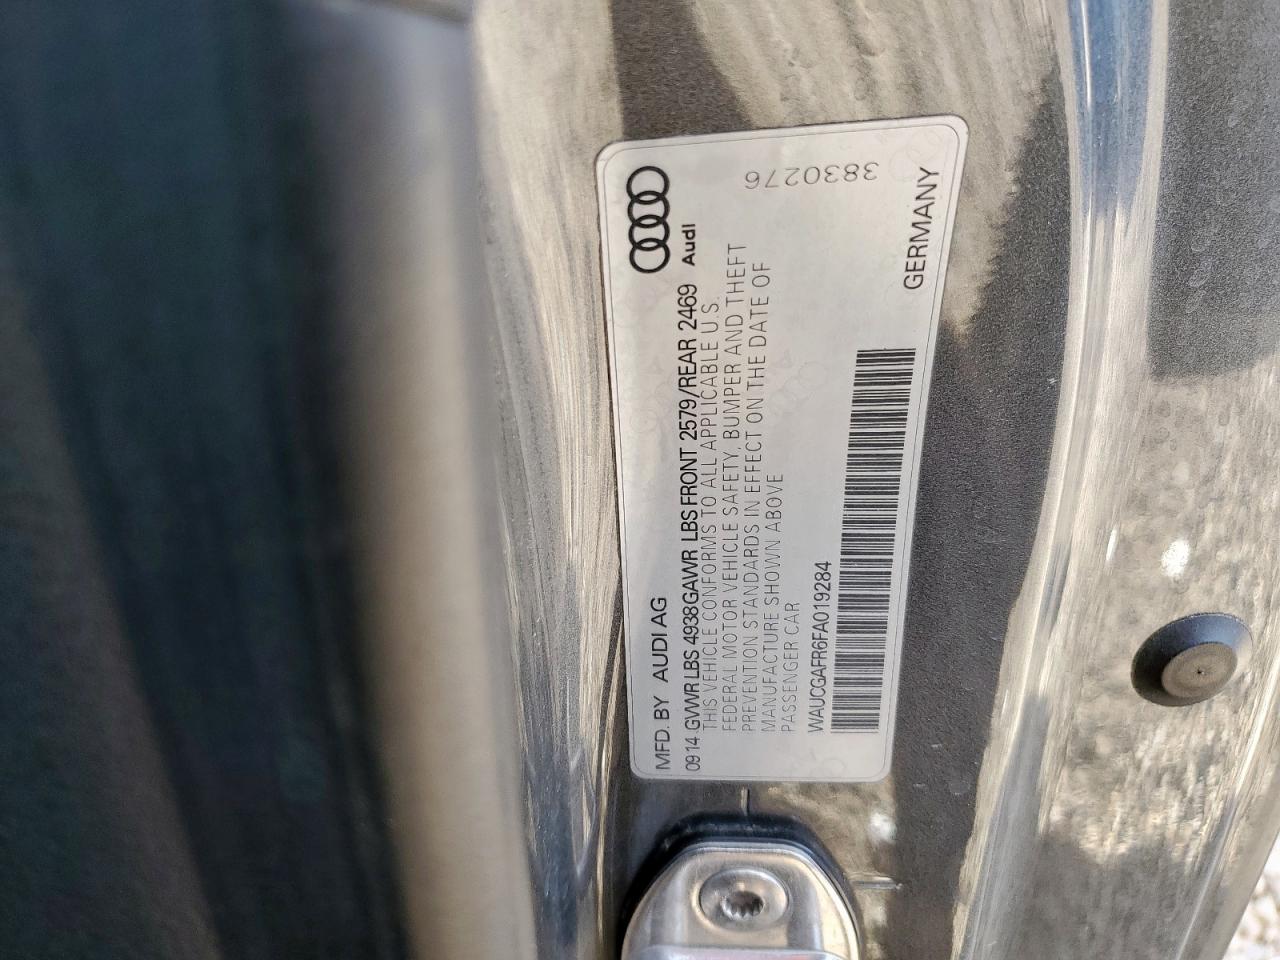 MFD. BY AUDI AG
Audi
0914 GVWR LBS 4938 GAWR LBS FRONT 2579/REAR 2469
THIS VEHICLE CONFORMS TO ALL APPLICABLE U.S.
FEDERAL MOTOR VEHICLE SAFETY, BUMPER AND THEFT
PREVENTION STANDARDS IN EFFECT ON THE DATE OF
MANUFACTURE SHOWN ABOVE
PASSENGER CAR
WAUCGAFR6FA019284
3830276
GERMANY